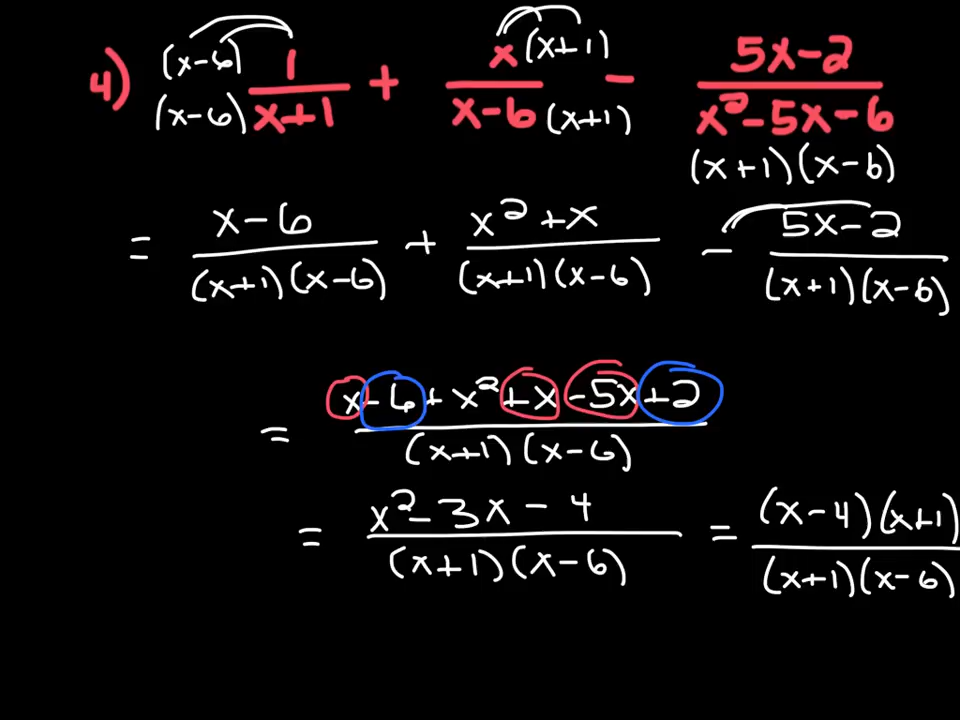 4) (x-6) 1 / (x-6) x+1 + x (x+1) / x-6 (x+1) - 5x-2 / x²-5x-6
(x+1)(x-6)
= x-6 / (x+1)(x-6) + x²+x / (x+1)(x-6) - 5x-2 / (x+1)(x-6)
= x-6+x²+x-5x+2 / (x+1)(x-6)
= x²-3x-4 / (x+1)(x-6) = (x-4)(x+1) / (x+1)(x-6)